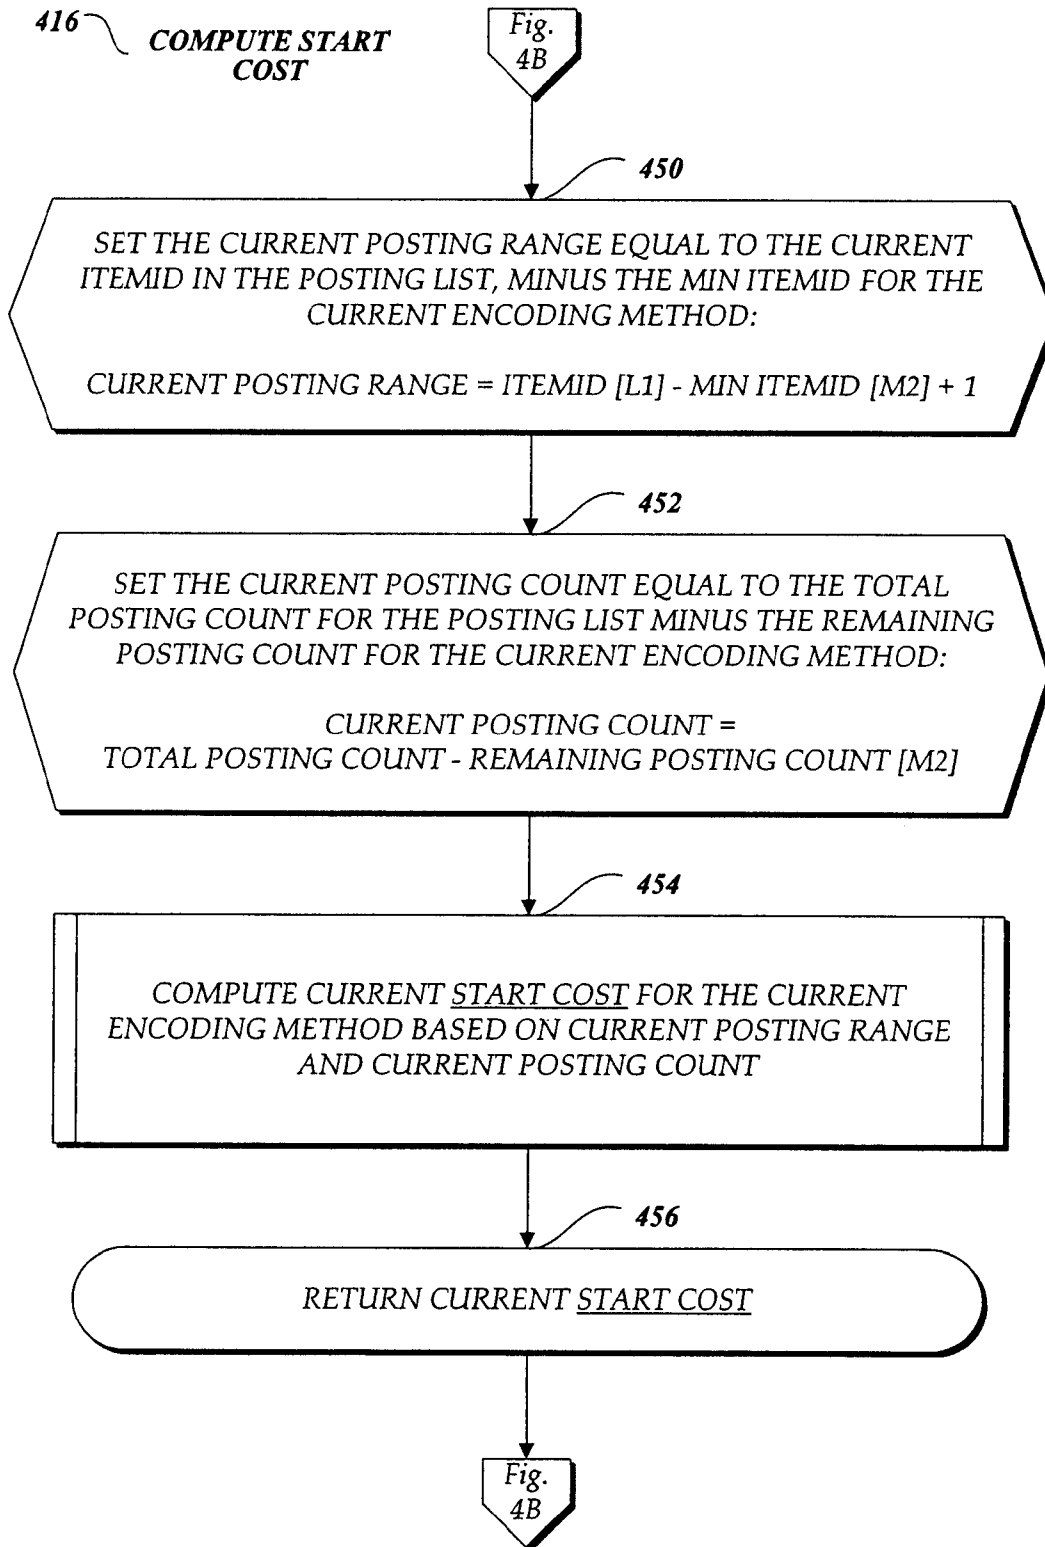 416
COMPUTE START
COST
Fig.
4B
450
SET THE CURRENT POSTING RANGE EQUAL TO THE CURRENT
ITEMID IN THE POSTING LIST, MINUS THE MIN ITEMID FOR THE
CURRENT ENCODING METHOD:
CURRENT POSTING RANGE = ITEMID [L1] - MIN ITEMID [M2] + 1
452
SET THE CURRENT POSTING COUNT EQUAL TO THE TOTAL
POSTING COUNT FOR THE POSTING LIST MINUS THE REMAINING
POSTING COUNT FOR THE CURRENT ENCODING METHOD:
CURRENT POSTING COUNT =
TOTAL POSTING COUNT - REMAINING POSTING COUNT [M2]
454
COMPUTE CURRENT START COST FOR THE CURRENT
ENCODING METHOD BASED ON CURRENT POSTING RANGE
AND CURRENT POSTING COUNT
456
RETURN CURRENT START COST
Fig.
4B